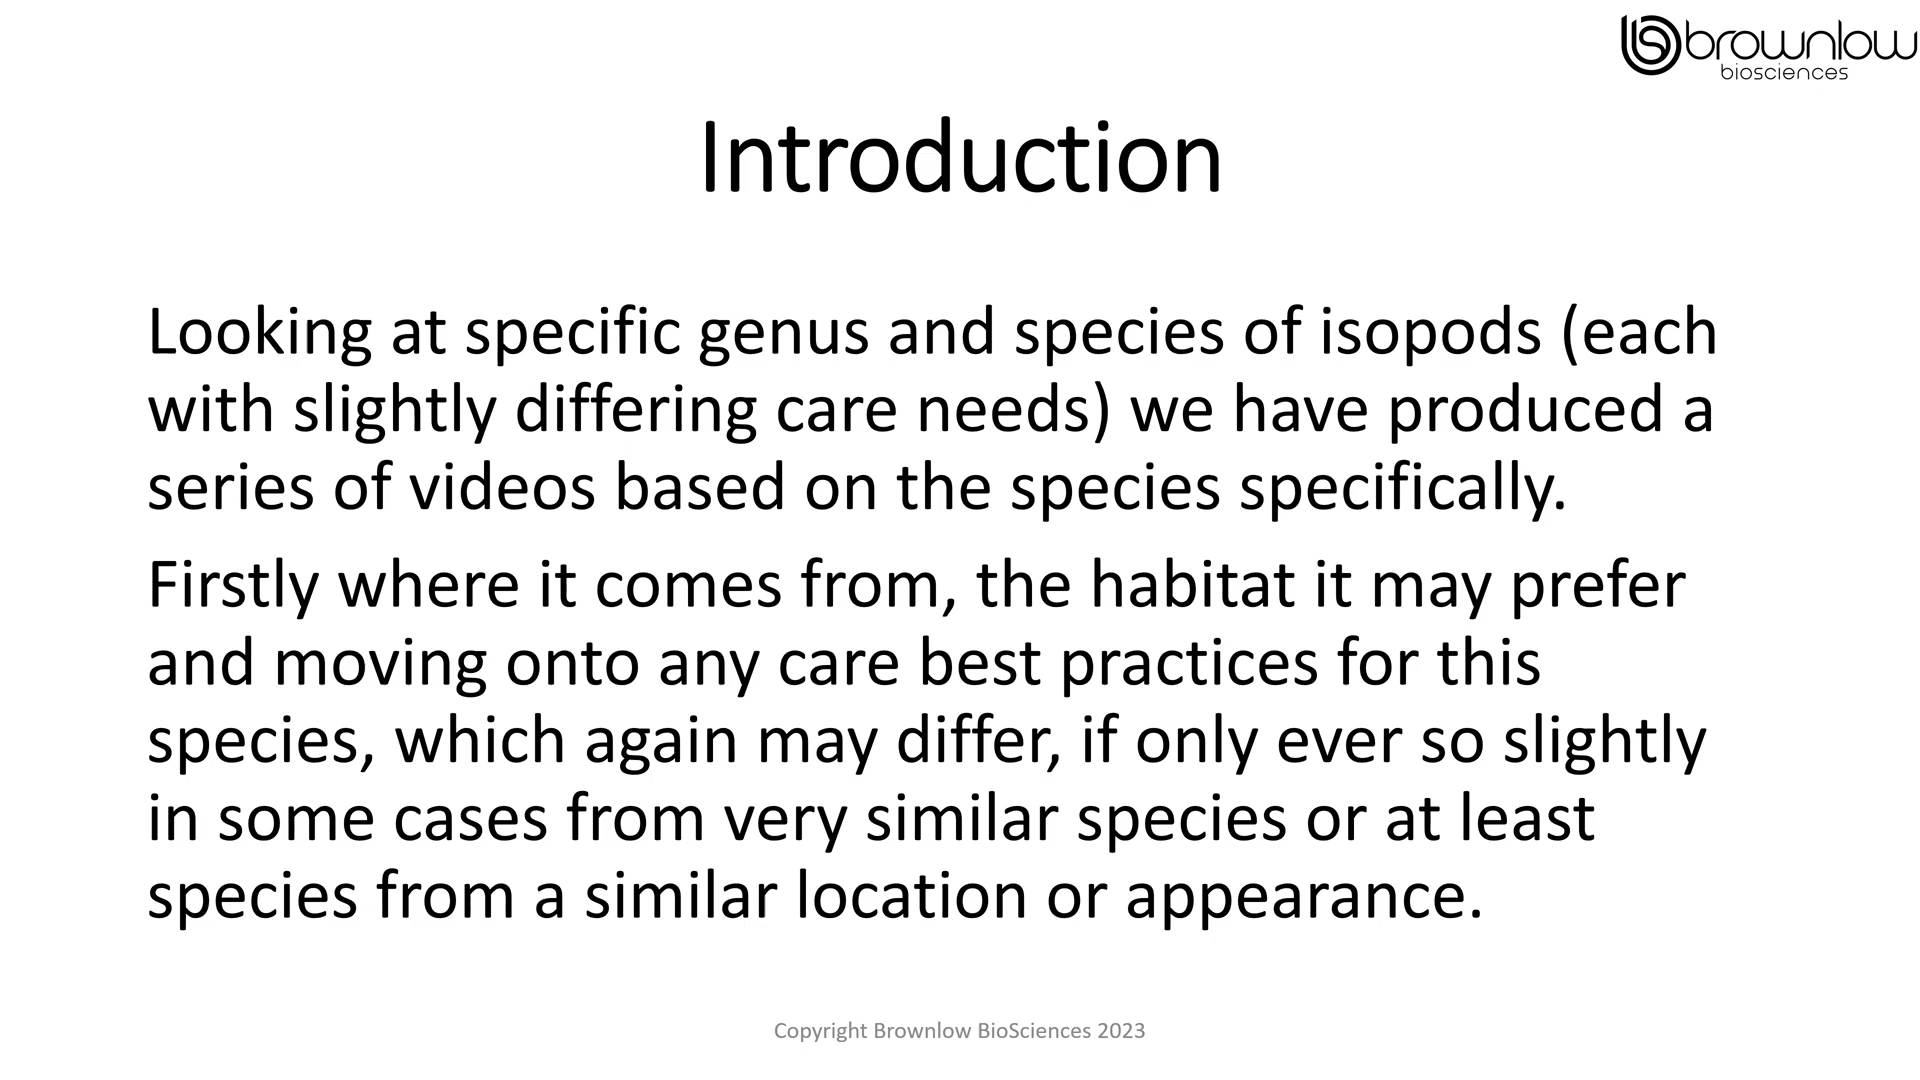 brownlow
biosciences
Introduction
Looking at specific genus and species of isopods (each
with slightly differing care needs) we have produced a
series of videos based on the species specifically.
Firstly where it comes from, the habitat it may prefer
and moving onto any care best practices for this
species, which again may differ, if only ever so slightly
in some cases from very similar species or at least
species from a similar location or appearance.
Copyright Brownlow BioSciences 2023